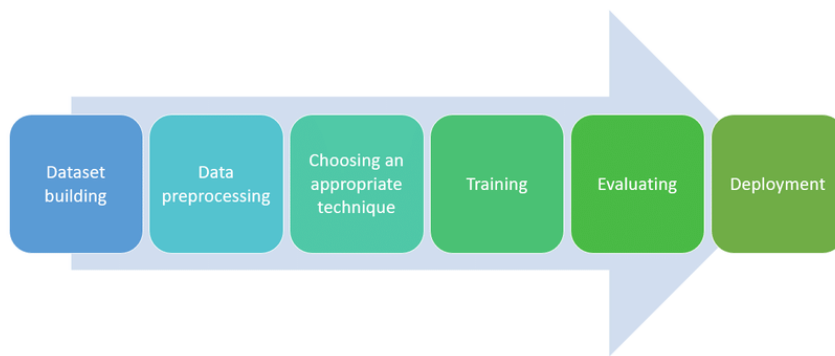 Dataset
building
Data
preprocessing
Choosing an
appropriate
technique
Training
Evaluating
Deployment